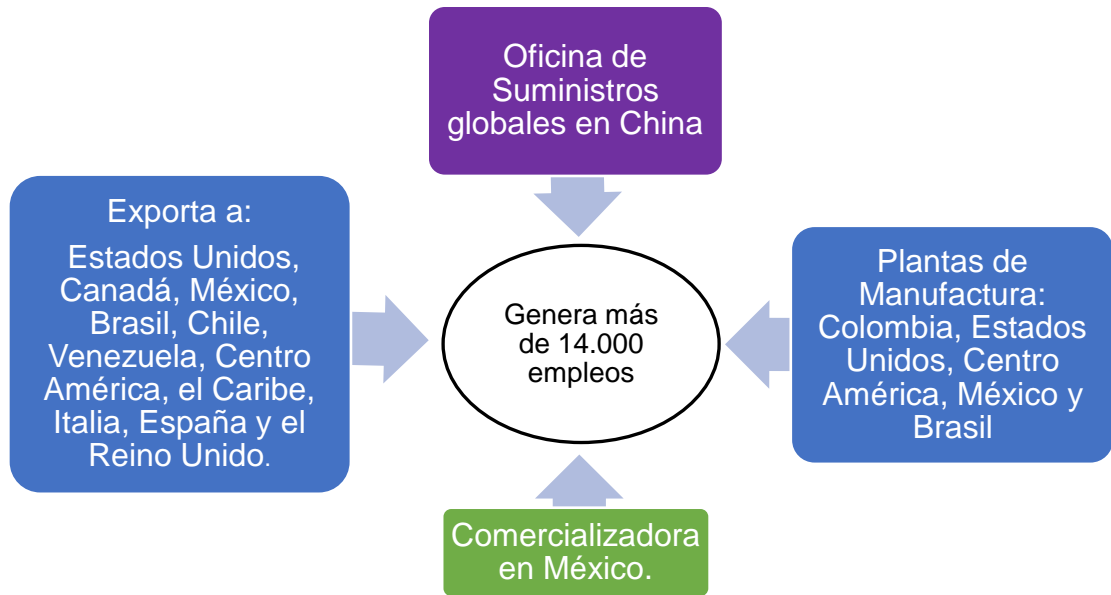 Oficina de
Suministros
globales en China
Exporta a:
Estados Unidos,
Canadá, México,
Brasil, Chile,
Venezuela, Centro
América, el Caribe,
Italia, España y el
Reino Unido.
Genera más
de 14.000
empleos
Plantas de
Manufactura:
Colombia, Estados
Unidos, Centro
América, México y
Brasil
Comercializadora
en México.